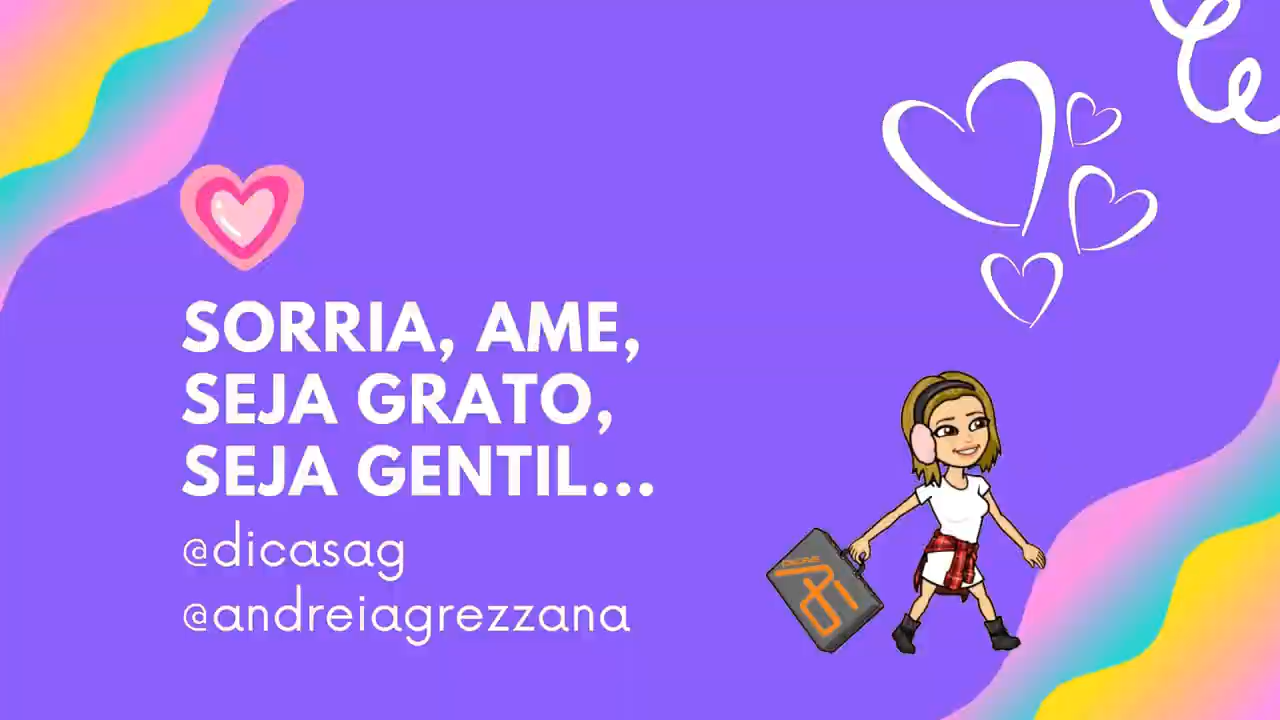 SORRIA, AME,
SEJA GRATO,
SEJA GENTIL...
@dicasag
@andreiagrezzana